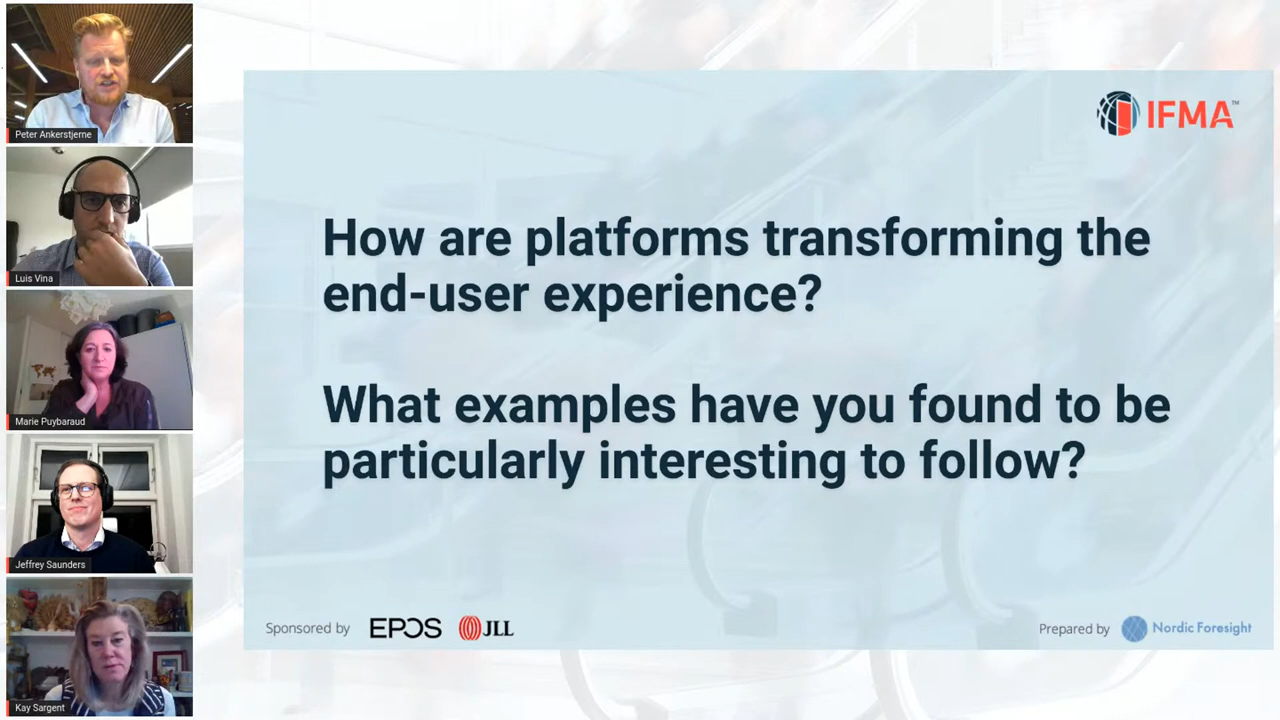 Peter Ankerstjerne
Luis Vina
Marie Puybaraud
Jeffrey Saunders
Kay Sargent
IFMA™
How are platforms transforming the
end-user experience?
What examples have you found to be
particularly interesting to follow?
Sponsored by EPOS JLL
Prepared by Nordic Foresight